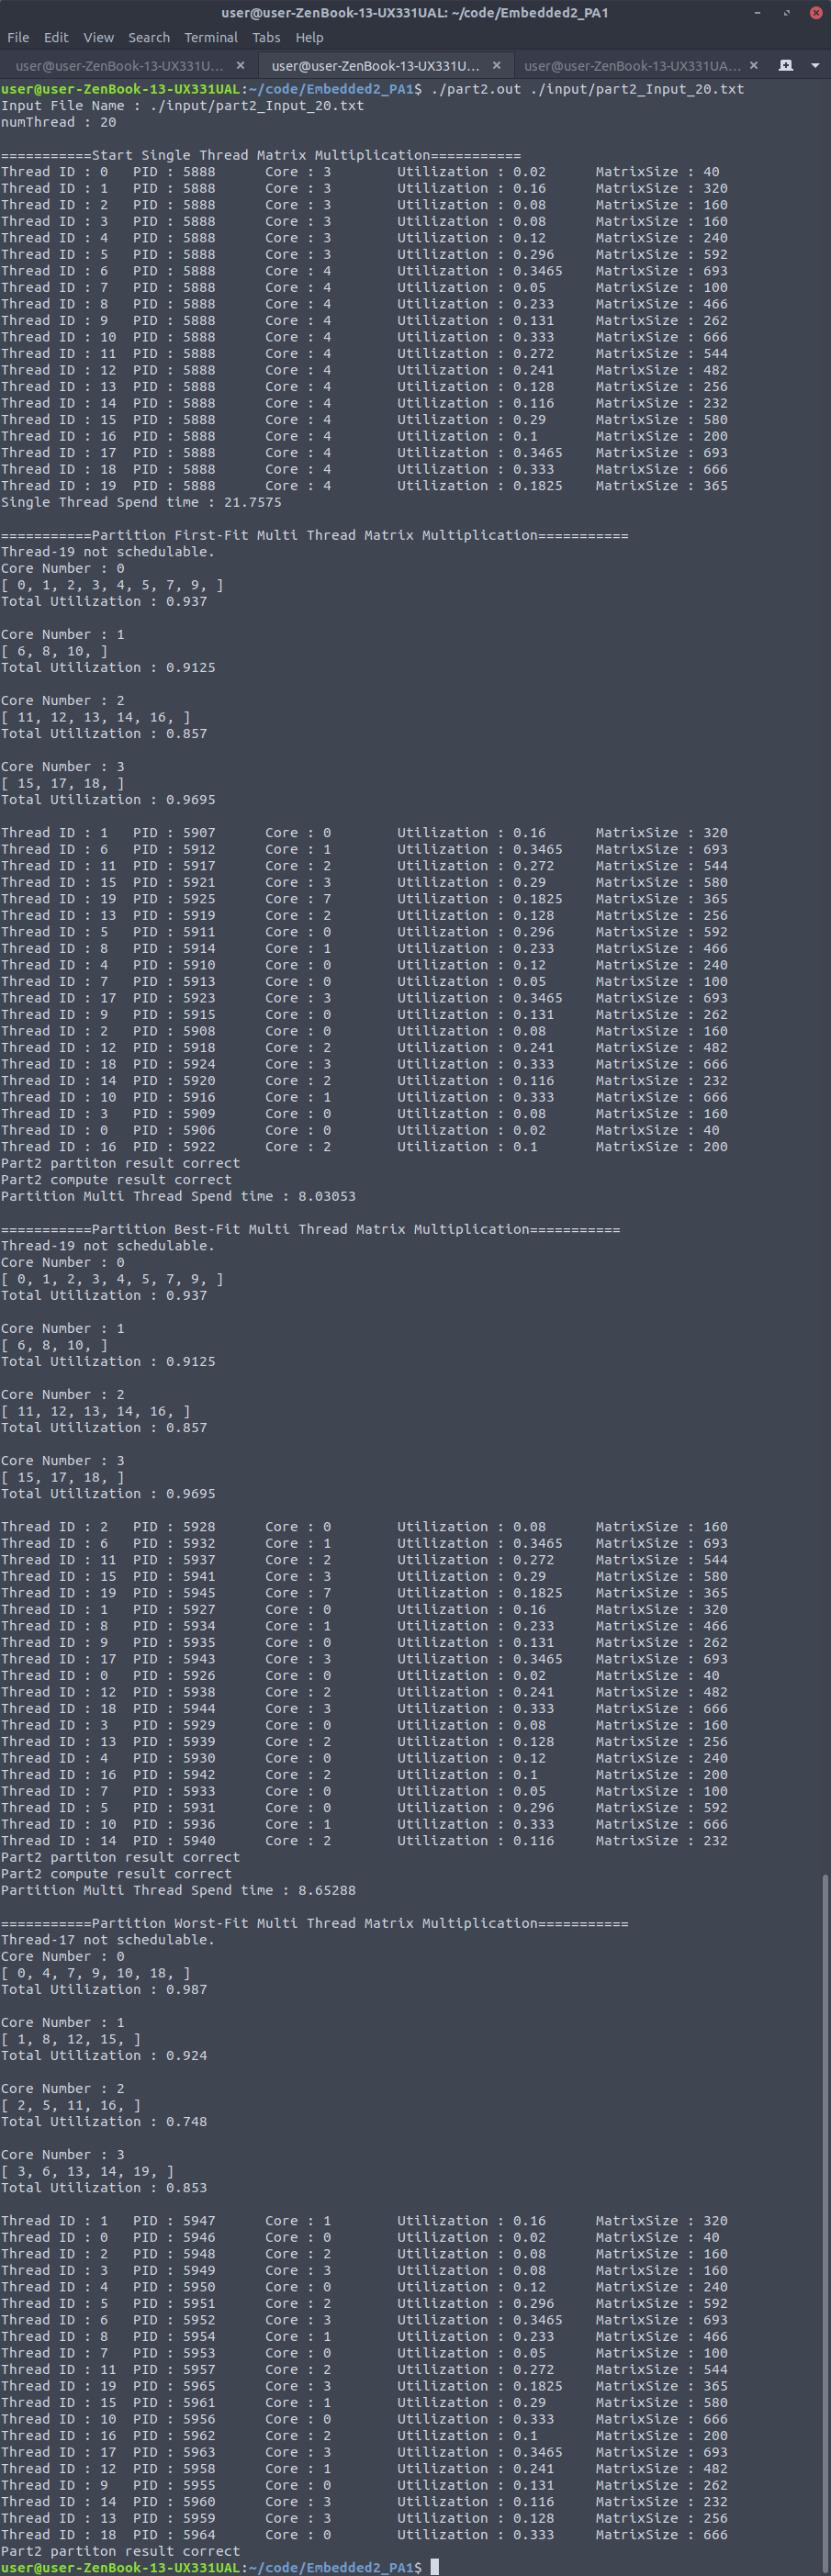 user@user-ZenBook-13-UX331UAL: ~/code/Embedded2_PA1
File Edit View Search Terminal Tabs Help
user@user-ZenBook-13-UX331U... × user@user-ZenBook-13-UX331U... × user@user-ZenBook-13-UX331UA... ×
user@user-ZenBook-13-UX331UAL:~/code/Embedded2_PA1$ ./part2.out ./input/part2_Input_20.txt
Input File Name : ./input/part2_Input_20.txt
numThread : 20
===========Start Single Thread Matrix Multiplication===========
Thread ID : 0 PID : 5888 Core : 3 Utilization : 0.02 MatrixSize : 40
Thread ID : 1 PID : 5888 Core : 3 Utilization : 0.16 MatrixSize : 320
Thread ID : 2 PID : 5888 Core : 3 Utilization : 0.08 MatrixSize : 160
Thread ID : 3 PID : 5888 Core : 3 Utilization : 0.08 MatrixSize : 160
Thread ID : 4 PID : 5888 Core : 3 Utilization : 0.12 MatrixSize : 240
Thread ID : 5 PID : 5888 Core : 3 Utilization : 0.296 MatrixSize : 592
Thread ID : 6 PID : 5888 Core : 4 Utilization : 0.3465 MatrixSize : 693
Thread ID : 7 PID : 5888 Core : 4 Utilization : 0.05 MatrixSize : 100
Thread ID : 8 PID : 5888 Core : 4 Utilization : 0.233 MatrixSize : 466
Thread ID : 9 PID : 5888 Core : 4 Utilization : 0.131 MatrixSize : 262
Thread ID : 10 PID : 5888 Core : 4 Utilization : 0.333 MatrixSize : 666
Thread ID : 11 PID : 5888 Core : 4 Utilization : 0.272 MatrixSize : 544
Thread ID : 12 PID : 5888 Core : 4 Utilization : 0.241 MatrixSize : 482
Thread ID : 13 PID : 5888 Core : 4 Utilization : 0.128 MatrixSize : 256
Thread ID : 14 PID : 5888 Core : 4 Utilization : 0.116 MatrixSize : 232
Thread ID : 15 PID : 5888 Core : 4 Utilization : 0.29 MatrixSize : 580
Thread ID : 16 PID : 5888 Core : 4 Utilization : 0.1 MatrixSize : 200
Thread ID : 17 PID : 5888 Core : 4 Utilization : 0.3465 MatrixSize : 693
Thread ID : 18 PID : 5888 Core : 4 Utilization : 0.333 MatrixSize : 666
Thread ID : 19 PID : 5888 Core : 4 Utilization : 0.1825 MatrixSize : 365
Single Thread Spend time : 21.7575
===========Partition First-Fit Multi Thread Matrix Multiplication===========
Thread-19 not schedulable.
Core Number : 0
[ 0, 1, 2, 3, 4, 5, 7, 9, ]
Total Utilization : 0.937
Core Number : 1
[ 6, 8, 10, ]
Total Utilization : 0.9125
Core Number : 2
[ 11, 12, 13, 14, 16, ]
Total Utilization : 0.857
Core Number : 3
[ 15, 17, 18, ]
Total Utilization : 0.9695
Thread ID : 1 PID : 5907 Core : 0 Utilization : 0.16 MatrixSize : 320
Thread ID : 6 PID : 5912 Core : 1 Utilization : 0.3465 MatrixSize : 693
Thread ID : 11 PID : 5917 Core : 2 Utilization : 0.272 MatrixSize : 544
Thread ID : 15 PID : 5921 Core : 3 Utilization : 0.29 MatrixSize : 580
Thread ID : 19 PID : 5925 Core : 7 Utilization : 0.1825 MatrixSize : 365
Thread ID : 13 PID : 5919 Core : 2 Utilization : 0.128 MatrixSize : 256
Thread ID : 5 PID : 5911 Core : 0 Utilization : 0.296 MatrixSize : 592
Thread ID : 8 PID : 5914 Core : 1 Utilization : 0.233 MatrixSize : 466
Thread ID : 4 PID : 5910 Core : 0 Utilization : 0.12 MatrixSize : 240
Thread ID : 7 PID : 5913 Core : 0 Utilization : 0.05 MatrixSize : 100
Thread ID : 17 PID : 5923 Core : 3 Utilization : 0.3465 MatrixSize : 693
Thread ID : 9 PID : 5915 Core : 0 Utilization : 0.131 MatrixSize : 262
Thread ID : 2 PID : 5908 Core : 0 Utilization : 0.08 MatrixSize : 160
Thread ID : 12 PID : 5918 Core : 2 Utilization : 0.241 MatrixSize : 482
Thread ID : 18 PID : 5924 Core : 3 Utilization : 0.333 MatrixSize : 666
Thread ID : 14 PID : 5920 Core : 2 Utilization : 0.116 MatrixSize : 232
Thread ID : 10 PID : 5916 Core : 1 Utilization : 0.333 MatrixSize : 666
Thread ID : 3 PID : 5909 Core : 0 Utilization : 0.08 MatrixSize : 160
Thread ID : 0 PID : 5906 Core : 0 Utilization : 0.02 MatrixSize : 40
Thread ID : 16 PID : 5922 Core : 2 Utilization : 0.1 MatrixSize : 200
Part2 partiton result correct
Part2 compute result correct
Partition Multi Thread Spend time : 8.03053
===========Partition Best-Fit Multi Thread Matrix Multiplication===========
Thread-19 not schedulable.
Core Number : 0
[ 0, 1, 2, 3, 4, 5, 7, 9, ]
Total Utilization : 0.937
Core Number : 1
[ 6, 8, 10, ]
Total Utilization : 0.9125
Core Number : 2
[ 11, 12, 13, 14, 16, ]
Total Utilization : 0.857
Core Number : 3
[ 15, 17, 18, ]
Total Utilization : 0.9695
Thread ID : 2 PID : 5928 Core : 0 Utilization : 0.08 MatrixSize : 160
Thread ID : 6 PID : 5932 Core : 1 Utilization : 0.3465 MatrixSize : 693
Thread ID : 11 PID : 5937 Core : 2 Utilization : 0.272 MatrixSize : 544
Thread ID : 15 PID : 5941 Core : 3 Utilization : 0.29 MatrixSize : 580
Thread ID : 19 PID : 5945 Core : 7 Utilization : 0.1825 MatrixSize : 365
Thread ID : 1 PID : 5927 Core : 0 Utilization : 0.16 MatrixSize : 320
Thread ID : 8 PID : 5934 Core : 1 Utilization : 0.233 MatrixSize : 466
Thread ID : 9 PID : 5935 Core : 0 Utilization : 0.131 MatrixSize : 262
Thread ID : 17 PID : 5943 Core : 3 Utilization : 0.3465 MatrixSize : 693
Thread ID : 0 PID : 5926 Core : 0 Utilization : 0.02 MatrixSize : 40
Thread ID : 12 PID : 5938 Core : 2 Utilization : 0.241 MatrixSize : 482
Thread ID : 18 PID : 5944 Core : 3 Utilization : 0.333 MatrixSize : 666
Thread ID : 3 PID : 5929 Core : 0 Utilization : 0.08 MatrixSize : 160
Thread ID : 13 PID : 5939 Core : 2 Utilization : 0.128 MatrixSize : 256
Thread ID : 4 PID : 5930 Core : 0 Utilization : 0.12 MatrixSize : 240
Thread ID : 16 PID : 5942 Core : 2 Utilization : 0.1 MatrixSize : 200
Thread ID : 7 PID : 5933 Core : 0 Utilization : 0.05 MatrixSize : 100
Thread ID : 5 PID : 5931 Core : 0 Utilization : 0.296 MatrixSize : 592
Thread ID : 10 PID : 5936 Core : 1 Utilization : 0.333 MatrixSize : 666
Thread ID : 14 PID : 5940 Core : 2 Utilization : 0.116 MatrixSize : 232
Part2 partiton result correct
Part2 compute result correct
Partition Multi Thread Spend time : 8.65288
===========Partition Worst-Fit Multi Thread Matrix Multiplication===========
Thread-17 not schedulable.
Core Number : 0
[ 0, 4, 7, 9, 10, 18, ]
Total Utilization : 0.987
Core Number : 1
[ 1, 8, 12, 15, ]
Total Utilization : 0.924
Core Number : 2
[ 2, 5, 11, 16, ]
Total Utilization : 0.748
Core Number : 3
[ 3, 6, 13, 14, 19, ]
Total Utilization : 0.853
Thread ID : 1 PID : 5947 Core : 1 Utilization : 0.16 MatrixSize : 320
Thread ID : 0 PID : 5946 Core : 0 Utilization : 0.02 MatrixSize : 40
Thread ID : 2 PID : 5948 Core : 2 Utilization : 0.08 MatrixSize : 160
Thread ID : 3 PID : 5949 Core : 3 Utilization : 0.08 MatrixSize : 160
Thread ID : 4 PID : 5950 Core : 0 Utilization : 0.12 MatrixSize : 240
Thread ID : 5 PID : 5951 Core : 2 Utilization : 0.296 MatrixSize : 592
Thread ID : 6 PID : 5952 Core : 3 Utilization : 0.3465 MatrixSize : 693
Thread ID : 8 PID : 5954 Core : 1 Utilization : 0.233 MatrixSize : 466
Thread ID : 7 PID : 5953 Core : 0 Utilization : 0.05 MatrixSize : 100
Thread ID : 11 PID : 5957 Core : 2 Utilization : 0.272 MatrixSize : 544
Thread ID : 19 PID : 5965 Core : 3 Utilization : 0.1825 MatrixSize : 365
Thread ID : 15 PID : 5961 Core : 1 Utilization : 0.29 MatrixSize : 580
Thread ID : 10 PID : 5956 Core : 0 Utilization : 0.333 MatrixSize : 666
Thread ID : 16 PID : 5962 Core : 2 Utilization : 0.1 MatrixSize : 200
Thread ID : 17 PID : 5963 Core : 3 Utilization : 0.3465 MatrixSize : 693
Thread ID : 12 PID : 5958 Core : 1 Utilization : 0.241 MatrixSize : 482
Thread ID : 9 PID : 5955 Core : 0 Utilization : 0.131 MatrixSize : 262
Thread ID : 14 PID : 5960 Core : 3 Utilization : 0.116 MatrixSize : 232
Thread ID : 13 PID : 5959 Core : 3 Utilization : 0.128 MatrixSize : 256
Thread ID : 18 PID : 5964 Core : 0 Utilization : 0.333 MatrixSize : 666
Part2 partiton result correct
user@user-ZenBook-13-UX331UAL:~/code/Embedded2_PA1$